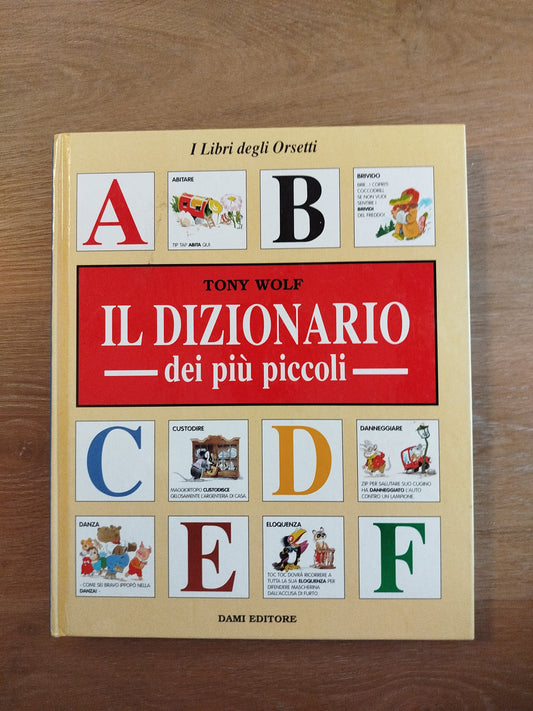 I Libri degli Orsetti
A
ABITARE
TIP TAP ABITA QUI.
B
BRIVIDO
BRR... I COPRITI
COCCODRILL
SE NON VUOI
SENTIRE I
BRIVIDI
DEL FREDDO!
TONY WOLF
IL DIZIONARIO
dei più piccoli
C
CUSTODIRE
MAGGIORTOPO CUSTODISCE
GELOSAMENTE L'ARGENTERIA DI CASA.
D
DANNEGGIARE
ZIP PER SALUTARE SUO CUGINO
HA DANNEGGIATO L'AUTO
CONTRO UN LAMPIONE.
DANZA
- COME SEI BRAVO IPPOPÒ NELLA
DANZA!
E
ELOQUENZA
TOC TOC DOVRÀ RICORRERE A
TUTTA LA SUA ELOQUENZA PER
DIFENDERE MASCHERINA
DALL'ACCUSA DI FURTO
F
DAMI EDITORE